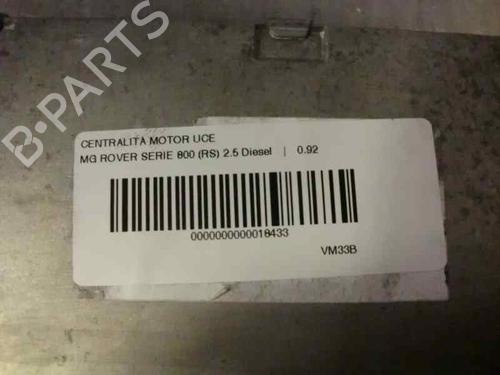 B-PARTS
CENTRALITA MOTOR UCE
MG ROVER SERIE 800 (RS) 2.5 Diesel | 0.92
0000000000018433
VM33B